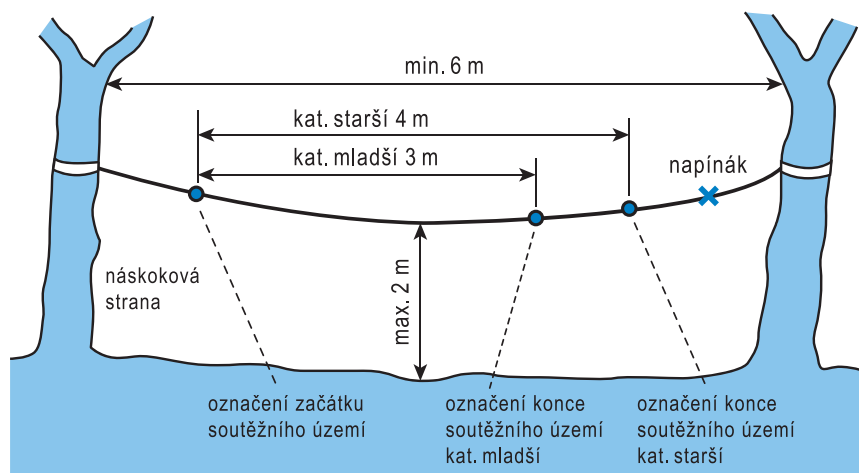 min. 6 m
kat. starší 4 m
kat. mladší 3 m
napínák
náskoková
strana
max. 2 m
označení začátku
soutěžního území
označení konce
soutěžního území
kat. mladší
označení konce
soutěžního území
kat. starší